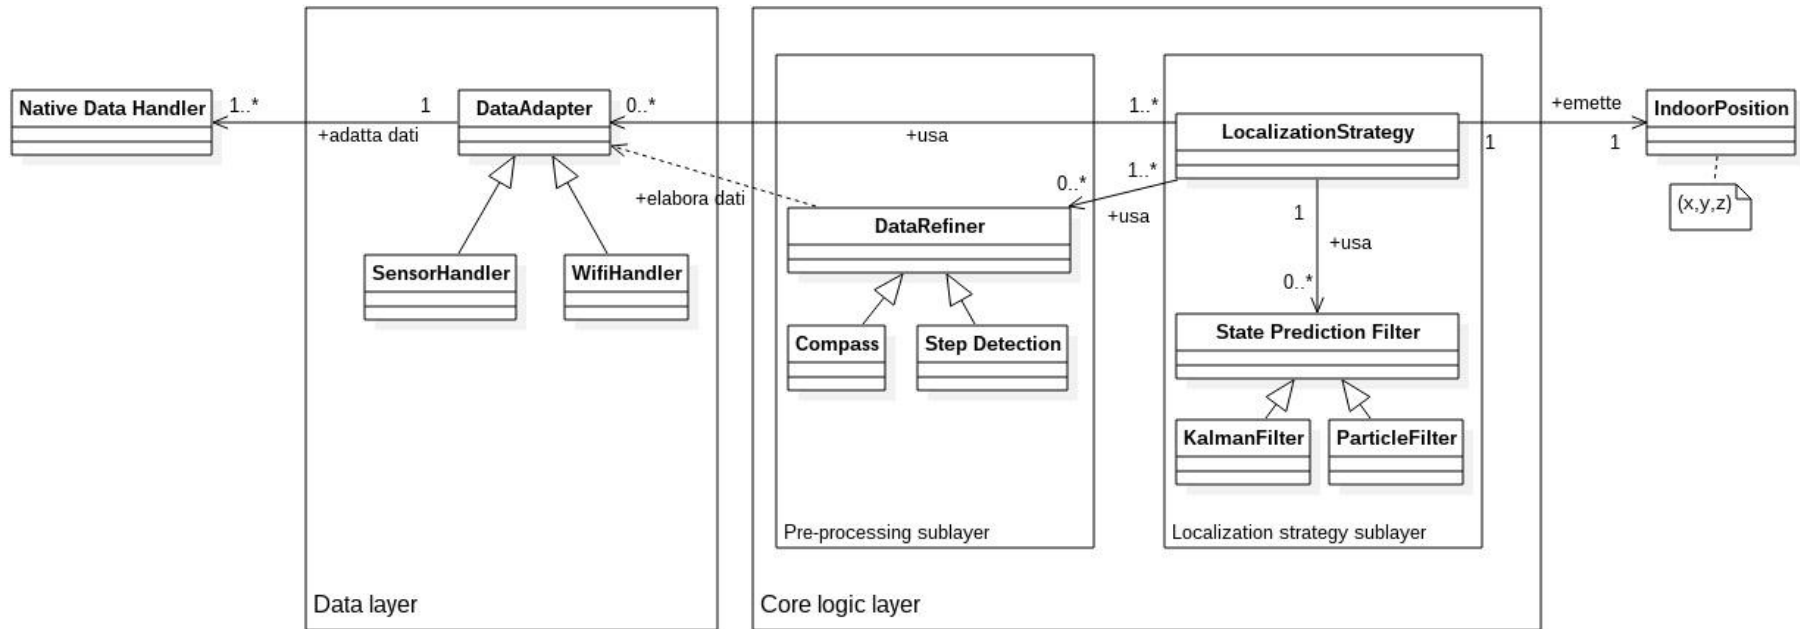 Native Data Handler
1..*
1
+adatta dati
DataAdapter
0..*
1..*
+usa
LocalizationStrategy
+emette
1
1
IndoorPosition
(x,y,z)
+elabora dati
0..*
1..*
+usa
DataRefiner
1
+usa
0..*
SensorHandler
WifiHandler
Compass
Step Detection
State Prediction Filter
KalmanFilter
ParticleFilter
Pre-processing sublayer
Localization strategy sublayer
Data layer
Core logic layer